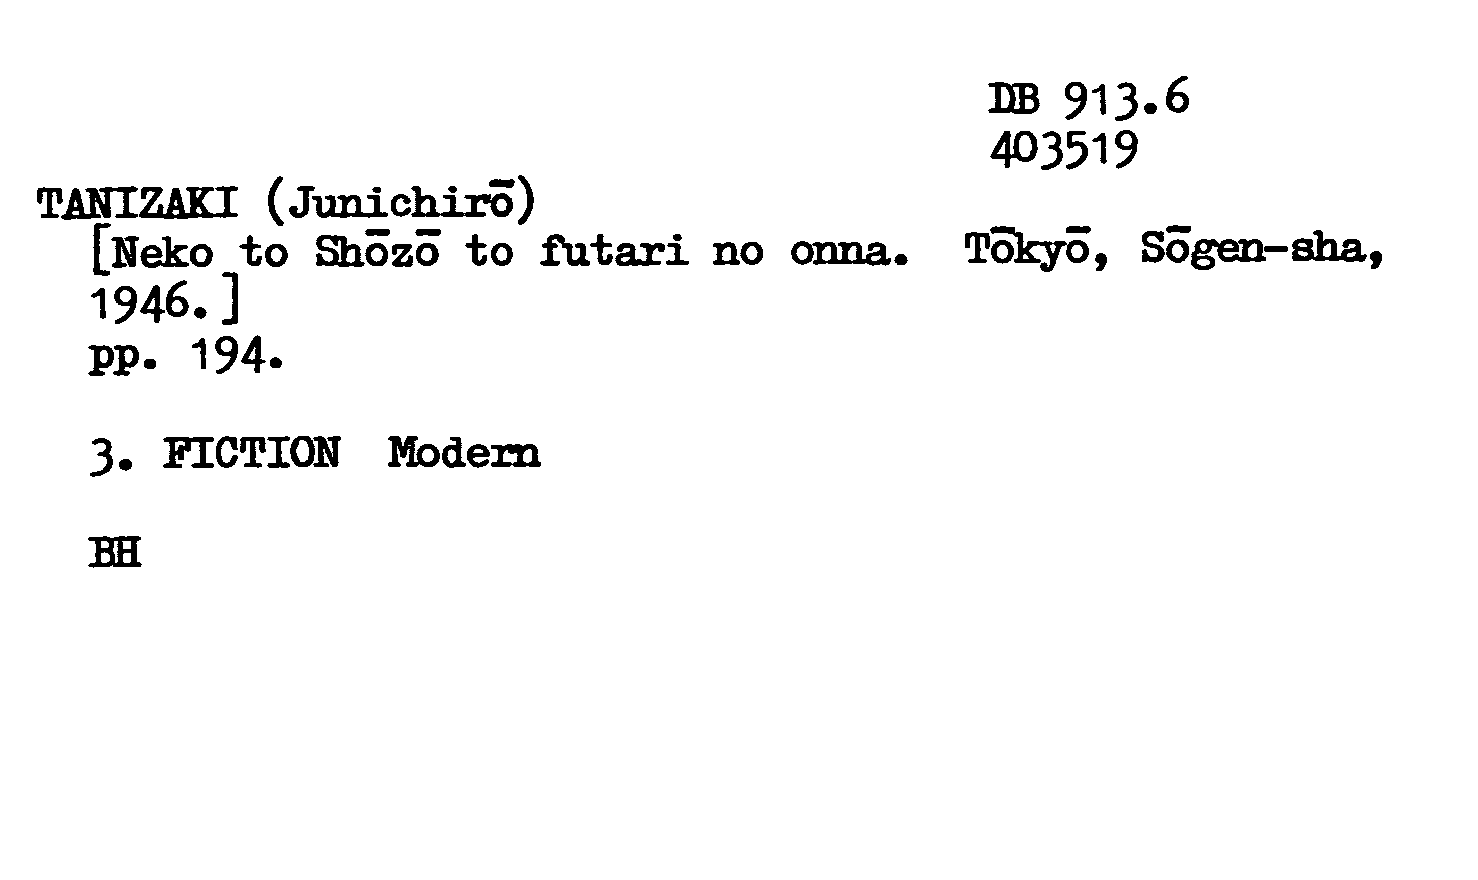 DB 913.6
403519
TANIZAKI (Junichirō)
[Neko to Shōzō to futari no onna. Tōkyō, Sōgen-sha,
1946.]
pp. 194.
3. FICTION Modern
BH